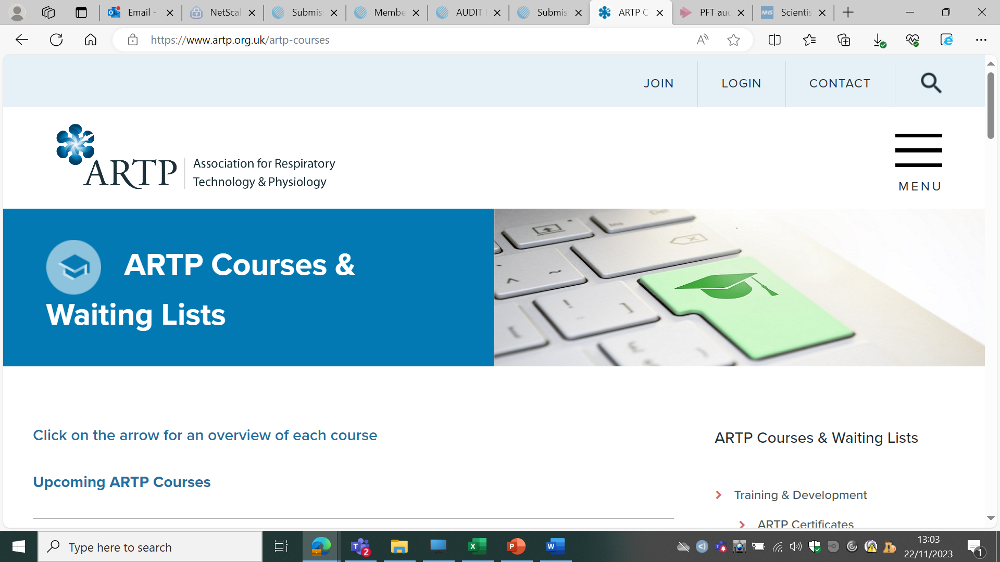 Email -
NetScal
Submis
Membe
AUDIT
Submis
ARTP C
PFT aud
NHS
Scientis
https://www.artp.org.uk/artp-courses
JOIN
LOGIN
CONTACT
ARTP
Association for Respiratory
Technology & Physiology
MENU
ARTP Courses &
Waiting Lists
Click on the arrow for an overview of each course
ARTP Courses & Waiting Lists
Upcoming ARTP Courses
Training & Development
ARTP Certificates
Type here to search
2
13:03
22/11/2023
1